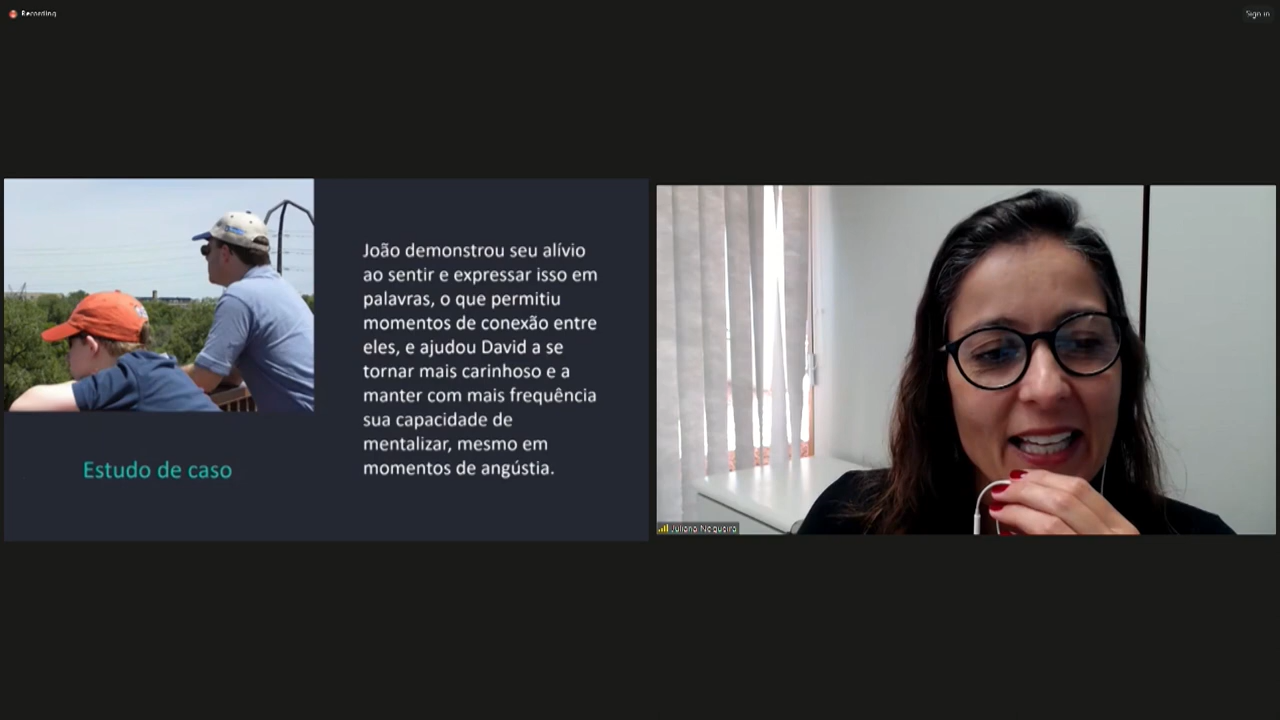 Recording
Sign in
João demonstrou seu alívio
ao sentir e expressar isso em
palavras, o que permitiu
momentos de conexão entre
eles, e ajudou David a se
tornar mais carinhoso e a
manter com mais frequência
sua capacidade de
mentalizar, mesmo em
momentos de angústia.
Estudo de caso
Juliana Nogueira